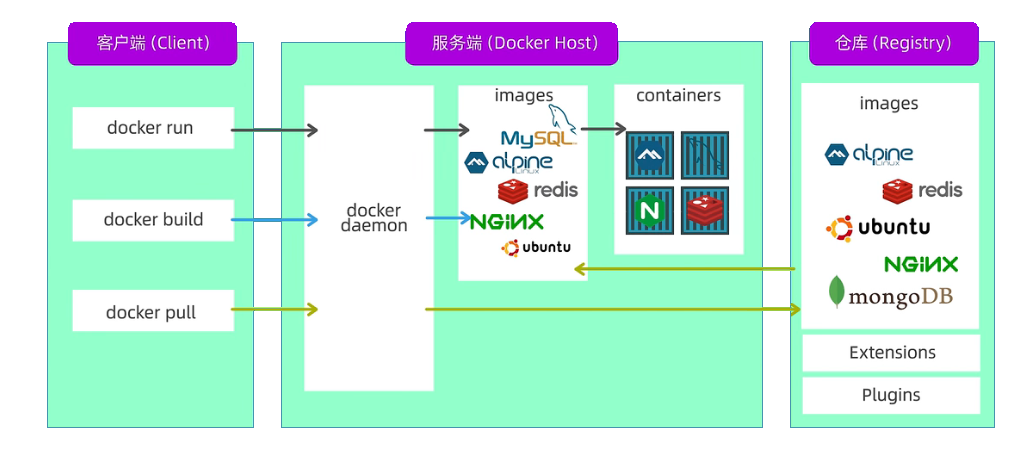 客户端 (Client)
docker run
docker build
docker pull
服务端 (Docker Host)
docker
daemon
images
MySQL
alpine
LINUX
redis
NGINX
ubuntu
containers
N
仓库 (Registry)
images
alpine
LINUX
redis
ubuntu
NGINX
mongoDB
Extensions
Plugins